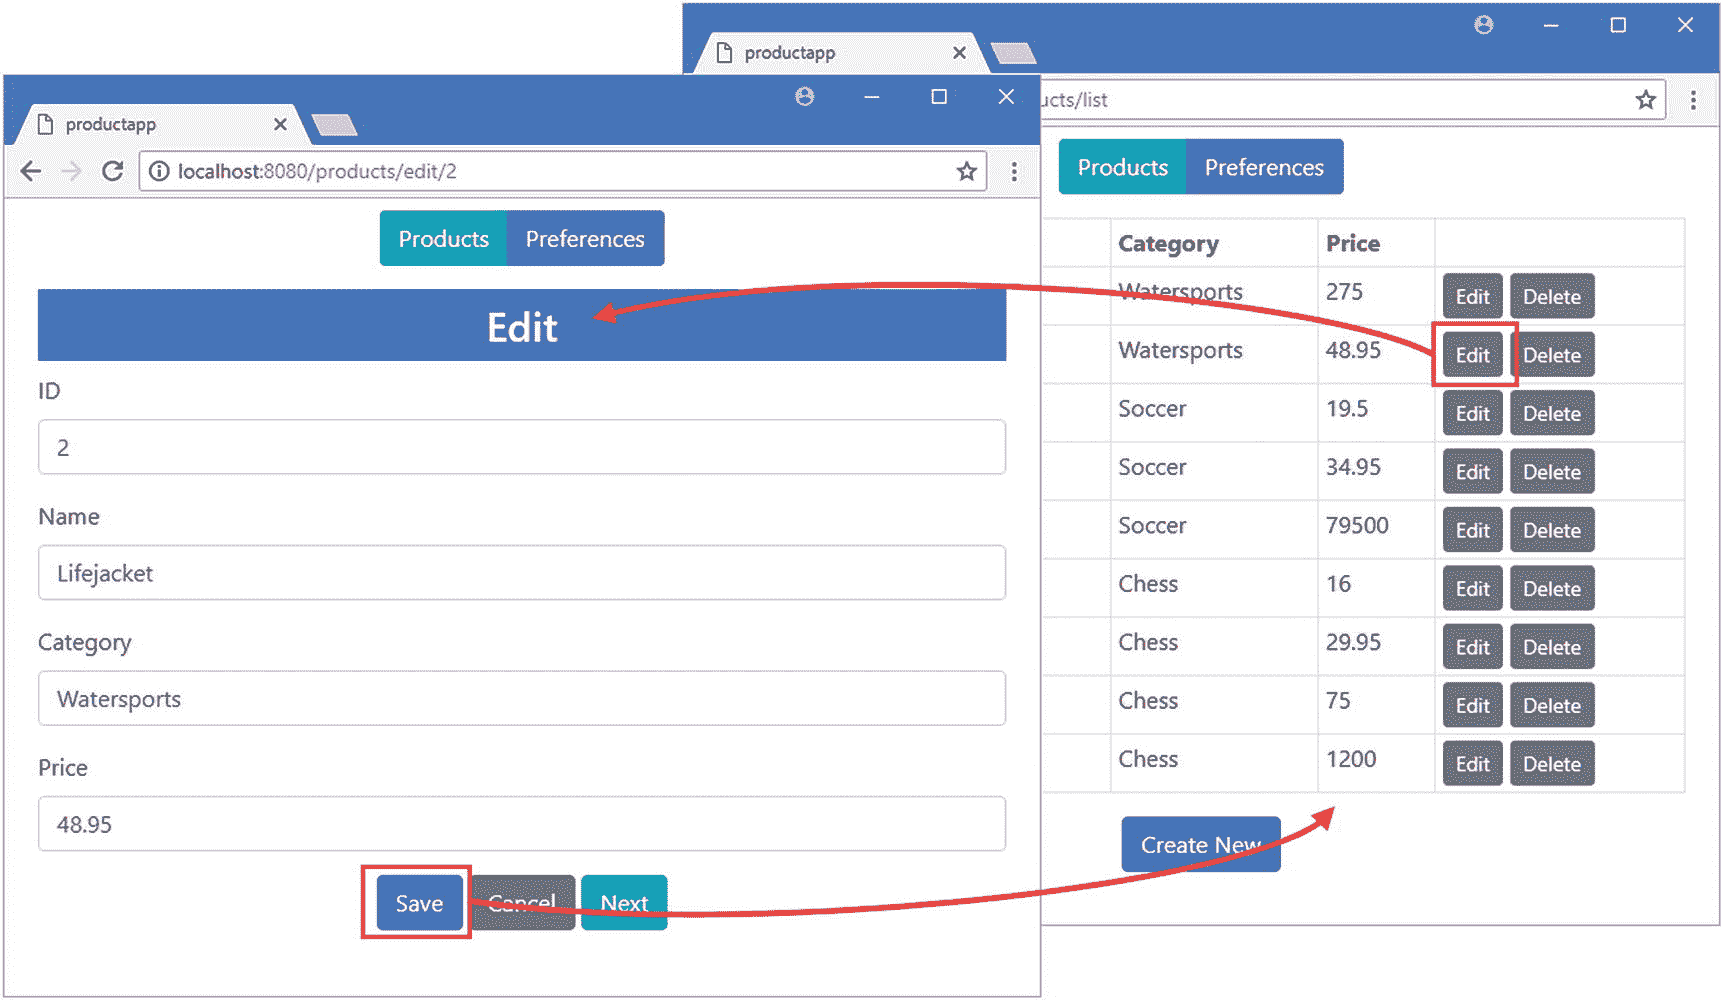 productapp
ucts/list
Products Preferences
Category Price
Watersports 275 Edit Delete
Watersports 48.95 Edit Delete
Soccer 19.5 Edit Delete
Soccer 34.95 Edit Delete
Soccer 79500 Edit Delete
Chess 16 Edit Delete
Chess 29.95 Edit Delete
Chess 75 Edit Delete
Chess 1200 Edit Delete
Create New
productapp
localhost:8080/products/edit/2
Products Preferences
Edit
ID
2
Name
Lifejacket
Category
Watersports
Price
48.95
Save Cancel Next